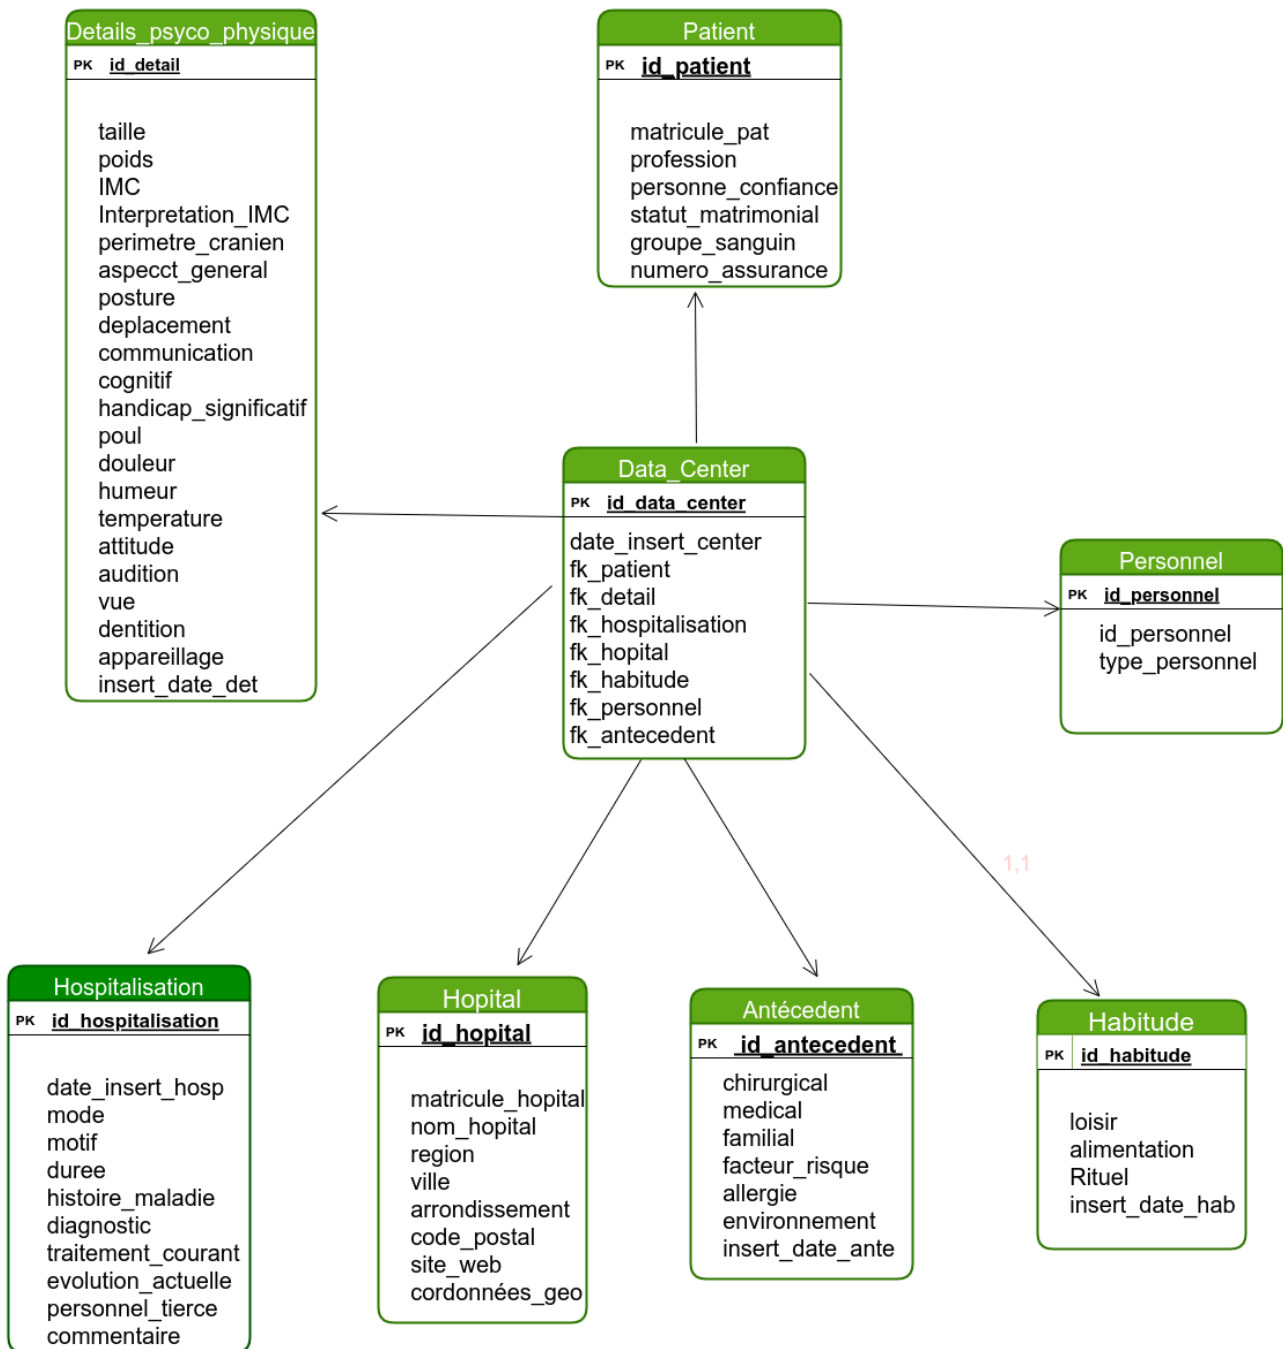 Details_psyco_physique
PK id_detail
taille
poids
IMC
Interpretation_IMC
perimetre_cranien
aspecct_general
posture
deplacement
communication
cognitif
handicap_significatif
poul
douleur
humeur
temperature
attitude
audition
vue
dentition
appareillage
insert_date_det
Patient
PK id_patient
matricule_pat
profession
personne_confiance
statut_matrimonial
groupe_sanguin
numero_assurance
Data_Center
PK id_data_center
date_insert_center
fk_patient
fk_detail
fk_hospitalisation
fk_hopital
fk_habitude
fk_personnel
fk_antecedent
Personnel
PK id_personnel
id_personnel
type_personnel
1,1
Hospitalisation
PK id_hospitalisation
date_insert_hosp
mode
motif
duree
histoire_maladie
diagnostic
traitement_courant
evolution_actuelle
personnel_tierce
commentaire
Hopital
PK id_hopital
matricule_hopital
nom_hopital
region
ville
arrondissement
code_postal
site_web
cordonnées_geo
Antécedent
PK id_antecedent
chirurgical
medical
familial
facteur_risque
allergie
environnement
insert_date_ante
Habitude
PK id_habitude
loisir
alimentation
Rituel
insert_date_hab